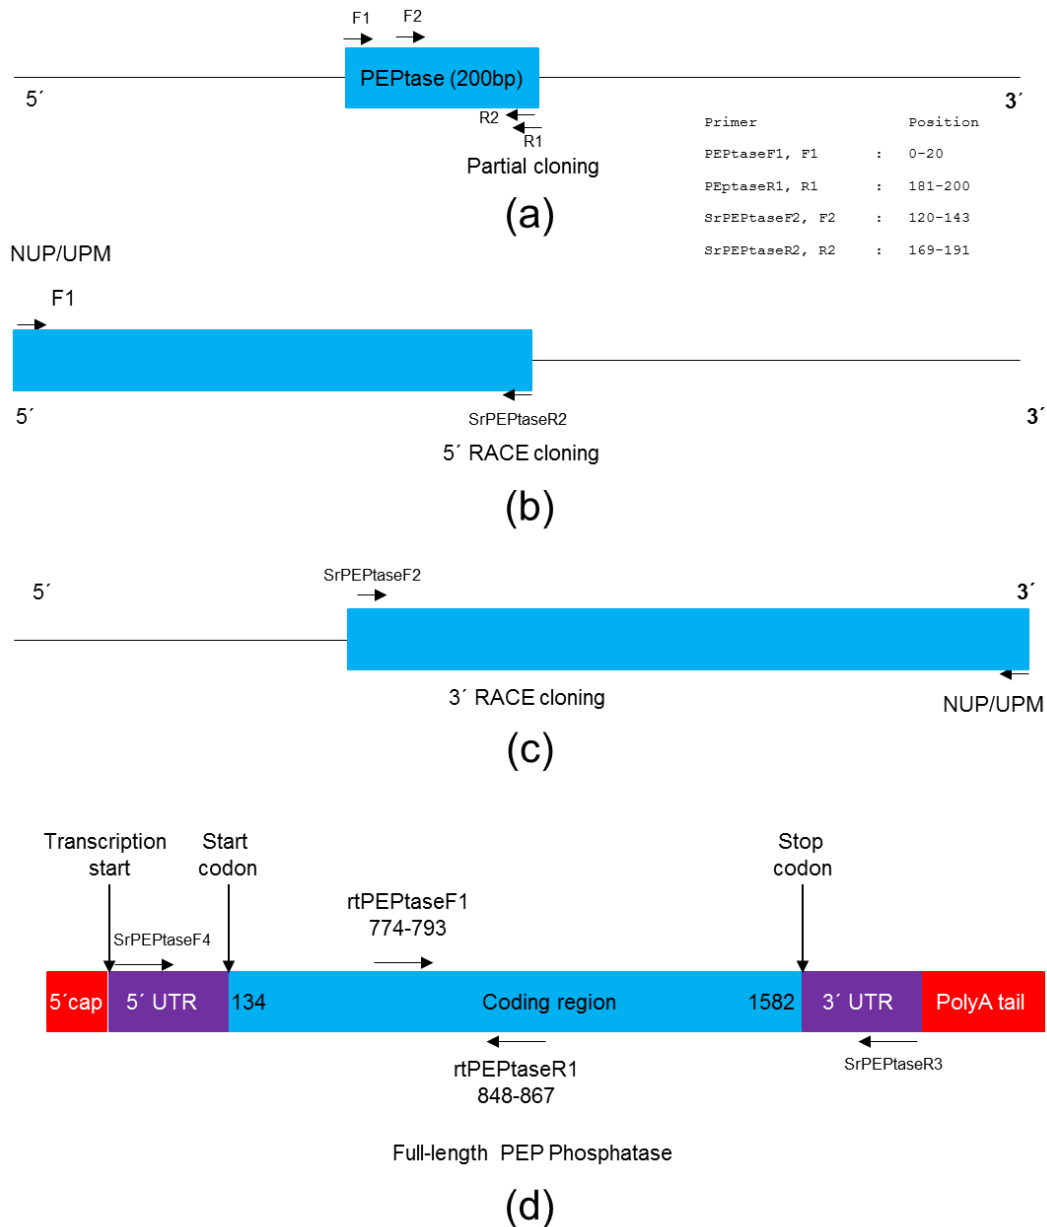 F1
F2
PEPtase (200bp)
5´
3´
R2
R1
Partial cloning
(a)
Primer Position
PEPtaseF1, F1 : 0-20
PEptaseR1, R1 : 181-200
SrPEPtaseF2, F2 : 120-143
SrPEPtaseR2, R2 : 169-191
NUP/UPM
F1
5´
3´
SrPEPtaseR2
5´ RACE cloning
(b)
SrPEPtaseF2
5´
3´
3´ RACE cloning
NUP/UPM
(c)
Transcription
start
Start
codon
Stop
codon
rtPEPtaseF1
774-793
SrPEPtaseF4
5´cap 5´ UTR 134 Coding region 1582 3´ UTR PolyA tail
rtPEPtaseR1
848-867
SrPEPtaseR3
Full-length PEP Phosphatase
(d)